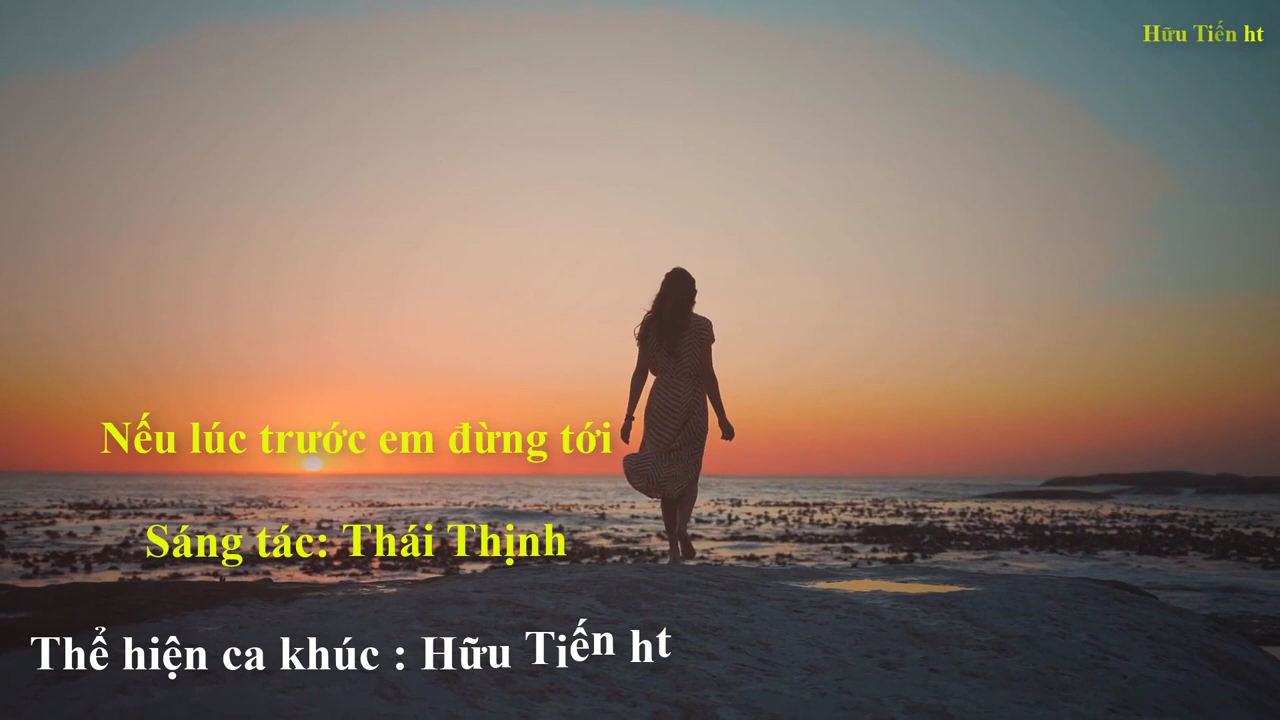 Hữu Tiến ht
Nếu lúc trước em đừng tới
Sáng tác: Thái Thịnh
Thể hiện ca khúc : Hữu Tiến ht